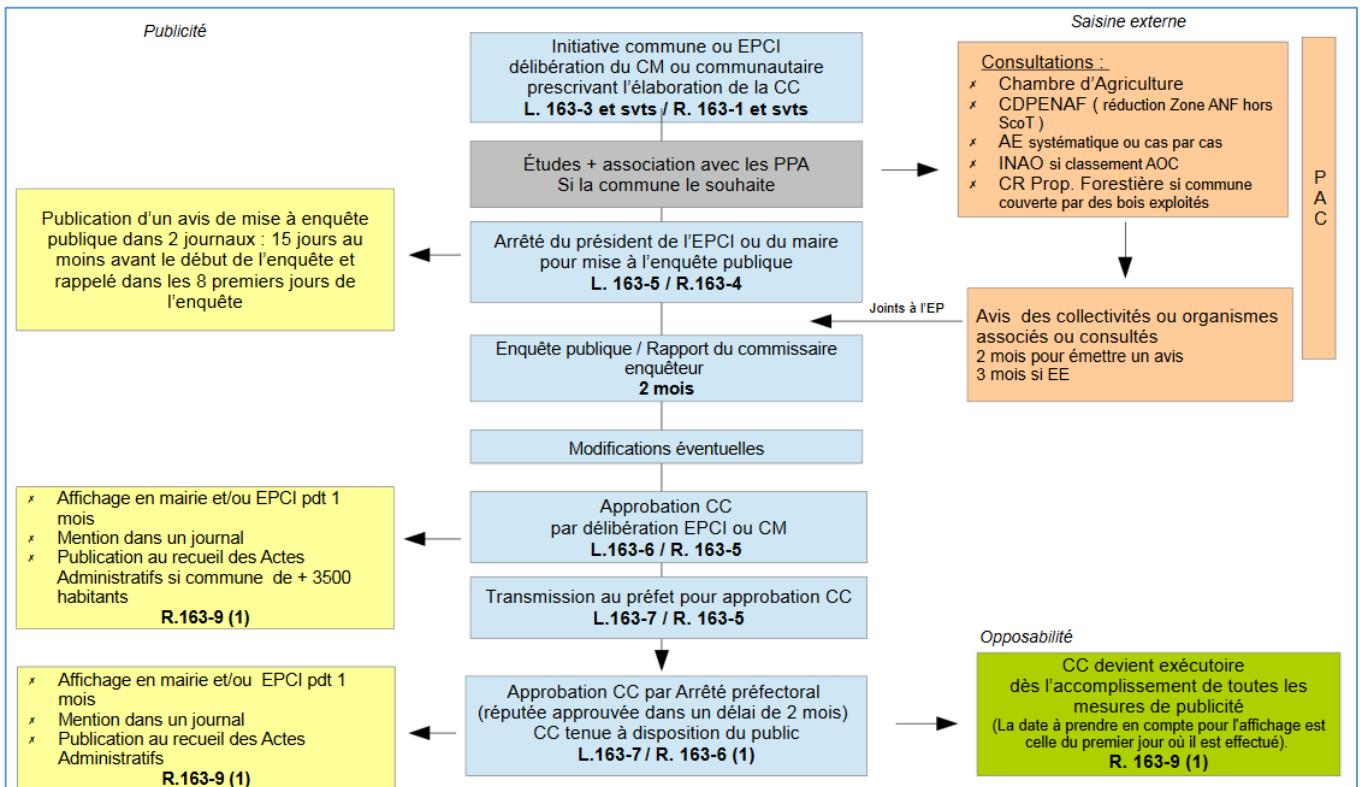 Publicité
Saisine externe
Initiative commune ou EPCI
délibération du CM ou communautaire
prescrivant l'élaboration de la CC
L. 163-3 et svts / R. 163-1 et svts
Consultations :
✗ Chambre d'Agriculture
✗ CDPENAF ( réduction Zone ANF hors
ScoT )
✗ AE systématique ou cas par cas
✗ INAO si classement AOC
✗ CR Prop. Forestière si commune
couverte par des bois exploités
P
A
C
Études + association avec les PPA
Si la commune le souhaite
Publication d'un avis de mise à enquête
publique dans 2 journaux : 15 jours au
moins avant le début de l'enquête et
rappelé dans les 8 premiers jours de
l'enquête
Arrêté du président de l'EPCI ou du maire
pour mise à l'enquête publique
L. 163-5 / R.163-4
Joints à l'EP
Avis des collectivités ou organismes
associés ou consultés
2 mois pour émettre un avis
3 mois si EE
Enquête publique / Rapport du commissaire
enquêteur
2 mois
Modifications éventuelles
✗ Affichage en mairie et/ou EPCI pdt 1
mois
✗ Mention dans un journal
✗ Publication au recueil des Actes
Administratifs si commune de + 3500
habitants
R.163-9 (1)
Approbation CC
par délibération EPCI ou CM
L.163-6 / R. 163-5
Transmission au préfet pour approbation CC
L.163-7 / R. 163-5
Opposabilité
✗ Affichage en mairie et/ou EPCI pdt 1
mois
✗ Mention dans un journal
✗ Publication au recueil des Actes
Administratifs
R.163-9 (1)
Approbation CC par Arrêté préfectoral
(réputée approuvée dans un délai de 2 mois)
CC tenue à disposition du public
L.163-7 / R. 163-6 (1)
CC devient exécutoire
dès l'accomplissement de toutes les
mesures de publicité
(La date à prendre en compte pour l'affichage est
celle du premier jour où il est effectué).
R. 163-9 (1)